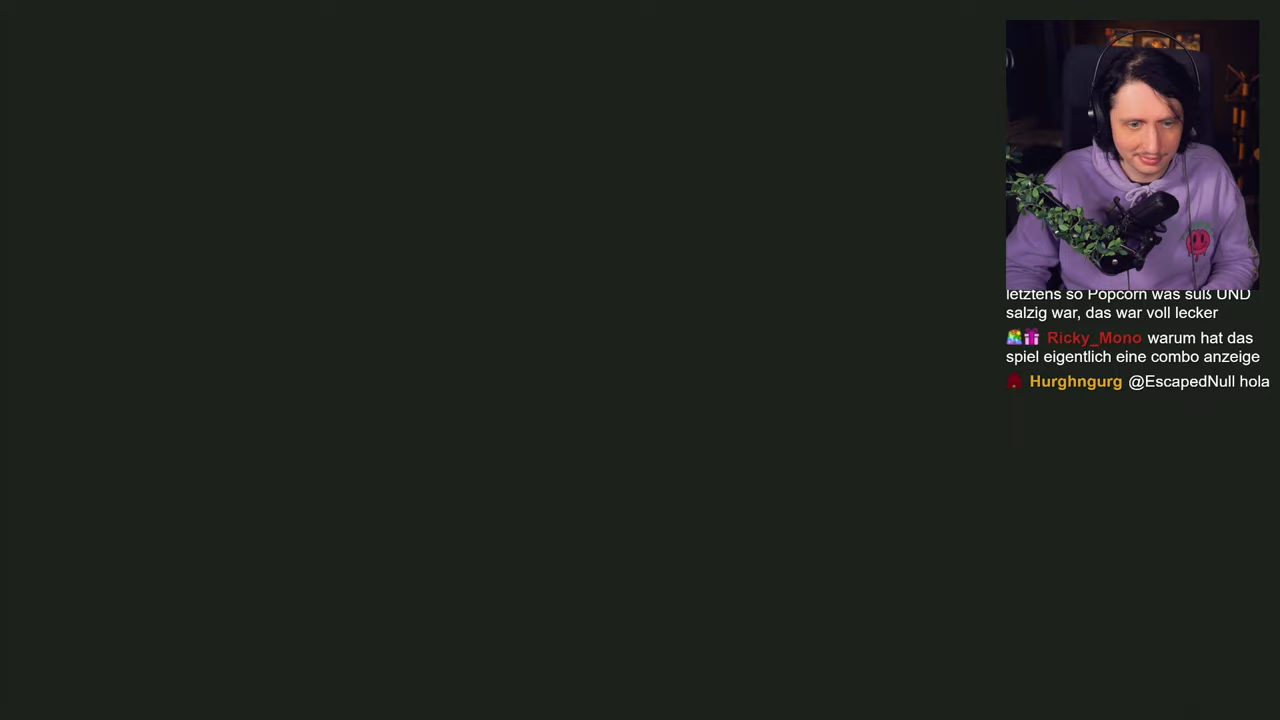 letztens so Popcorn was süß UND
salzig war, das war voll lecker
Ricky_Mono warum hat das
spiel eigentlich eine combo anzeige
Hurghngurg @EscapedNull hola